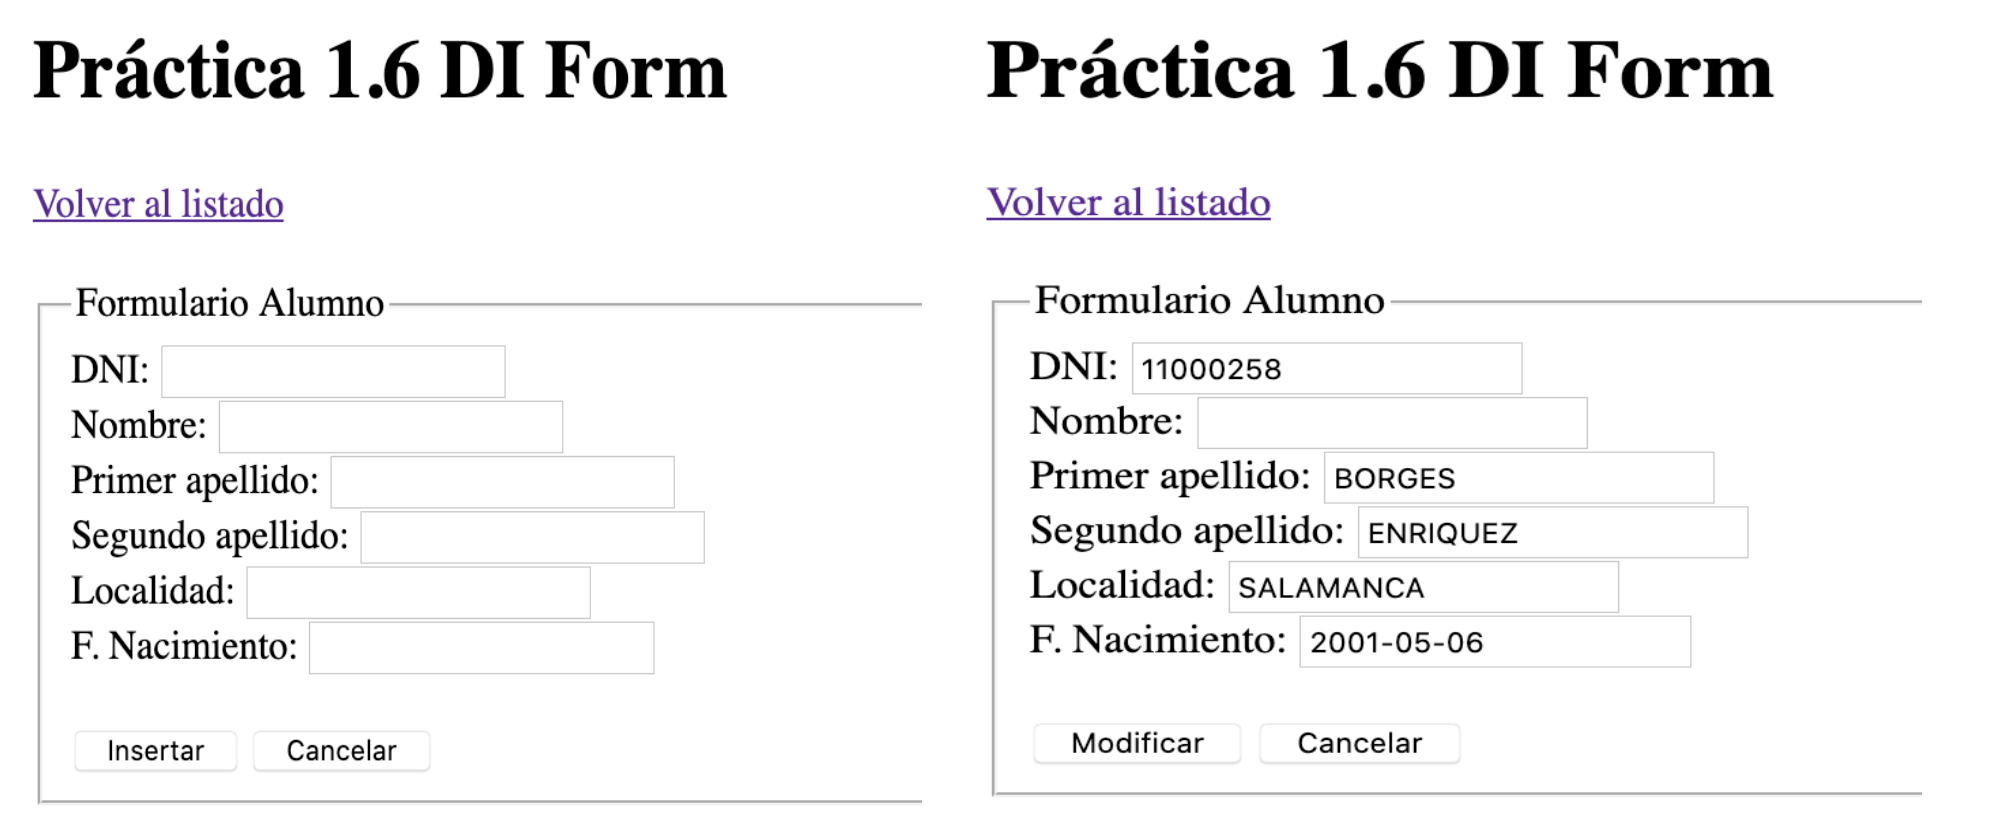 Práctica 1.6 DI Form
Volver al listado
Formulario Alumno
DNI:
Nombre:
Primer apellido:
Segundo apellido:
Localidad:
F. Nacimiento:
Insertar Cancelar
Práctica 1.6 DI Form
Volver al listado
Formulario Alumno
DNI: 11000258
Nombre:
Primer apellido: BORGES
Segundo apellido: ENRIQUEZ
Localidad: SALAMANCA
F. Nacimiento: 2001-05-06
Modificar Cancelar